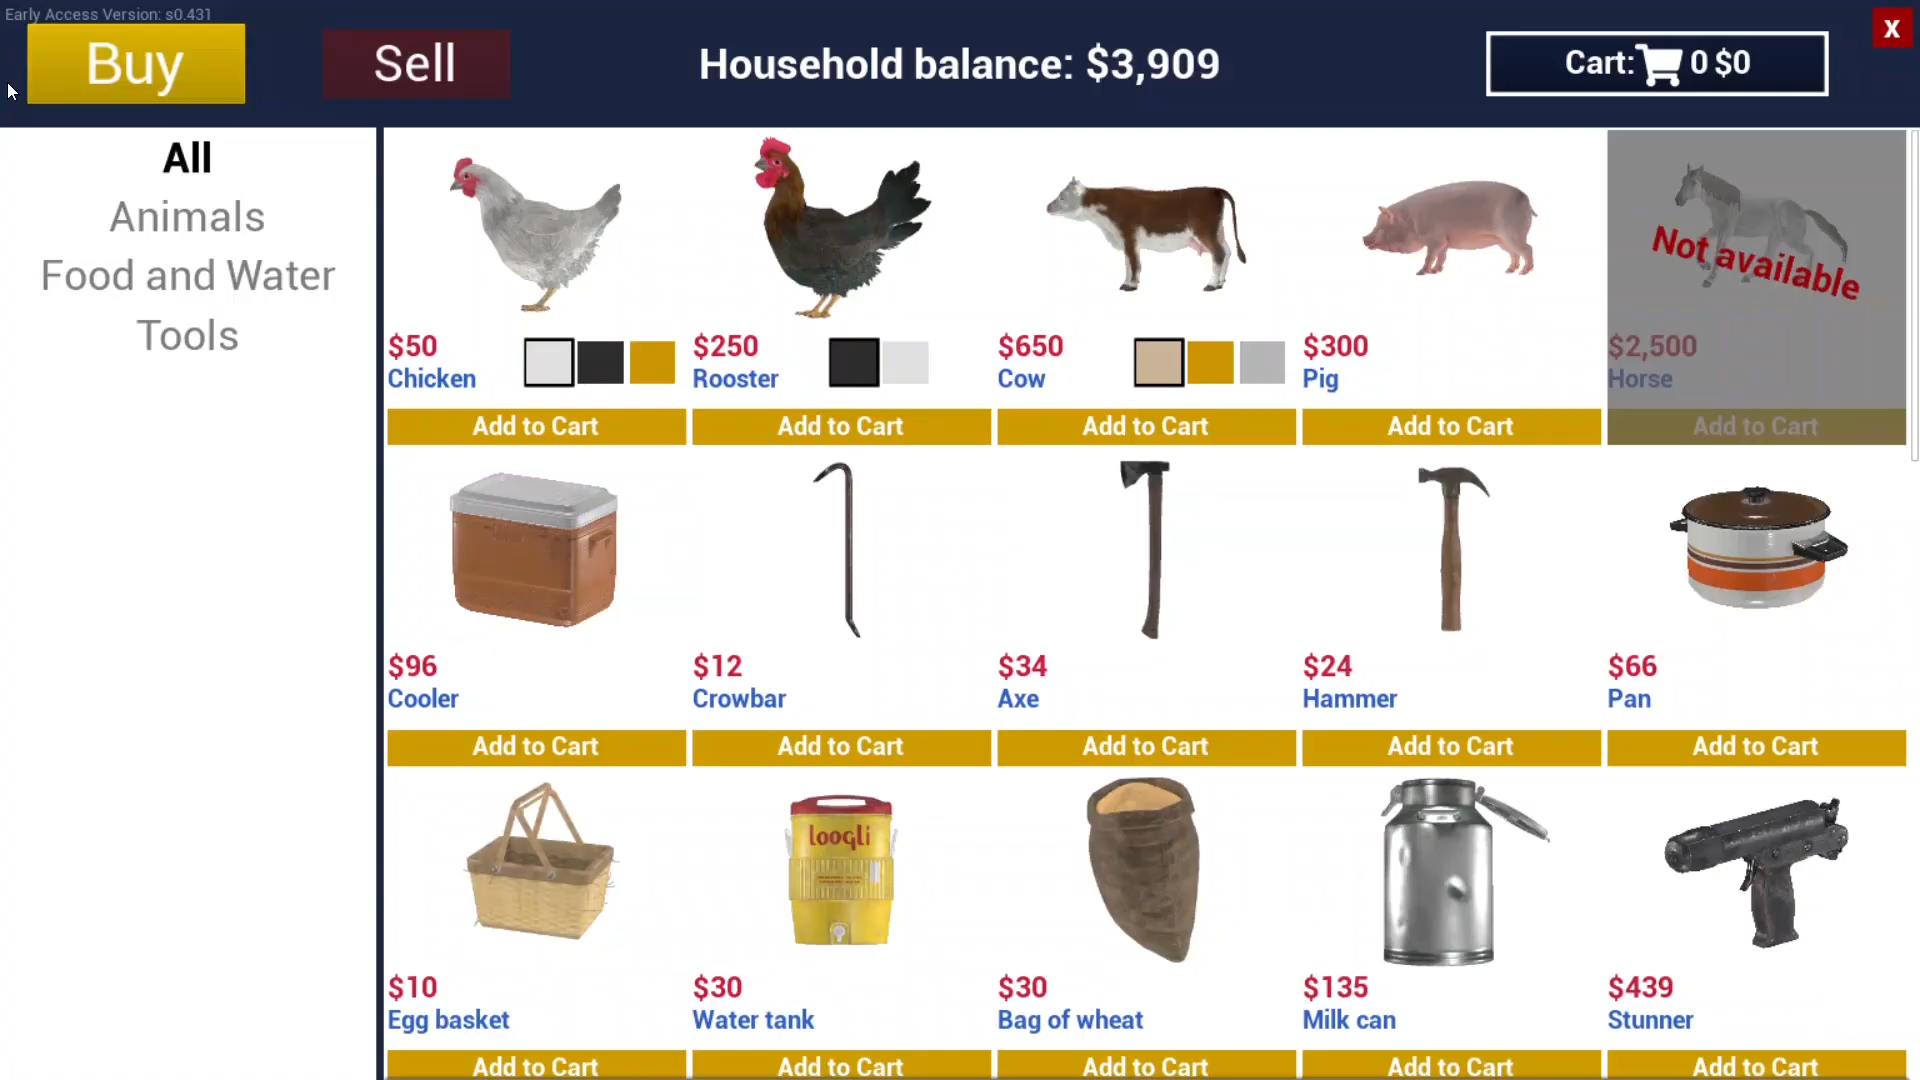 Early Access Version: s0.431
Buy
Sell
Household balance: $3,909
Cart: 0 $0
X
All
Animals
Food and Water
Tools
$50
Chicken
Add to Cart
$250
Rooster
Add to Cart
$650
Cow
Add to Cart
$300
Pig
Add to Cart
Not available
$2,500
Horse
Add to Cart
$96
Cooler
Add to Cart
$12
Crowbar
Add to Cart
$34
Axe
Add to Cart
$24
Hammer
Add to Cart
$66
Pan
Add to Cart
$10
Egg basket
Add to Cart
loogli
$30
Water tank
Add to Cart
$30
Bag of wheat
Add to Cart
$135
Milk can
Add to Cart
$439
Stunner
Add to Cart